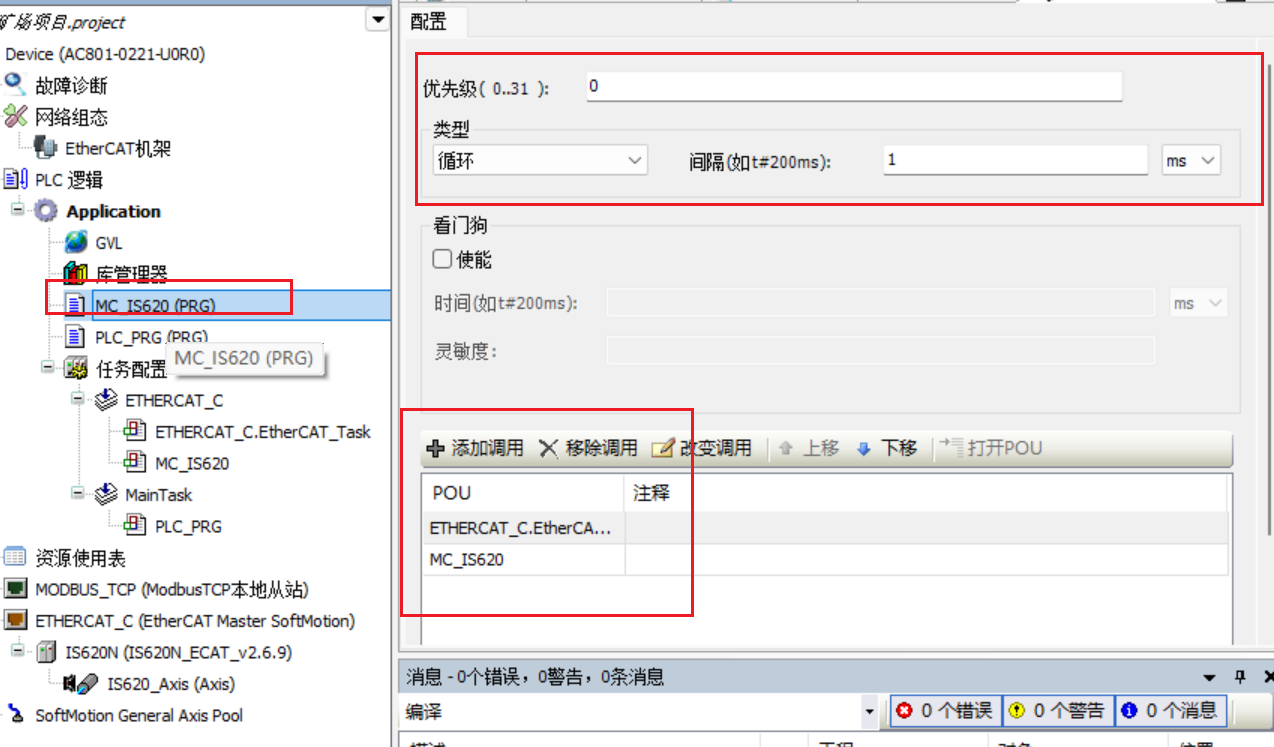 矿场项目.project
Device (AC801-0221-U0R0)
故障诊断
网络组态
EtherCAT机架
PLC 逻辑
Application
GVL
库管理器
MC_IS620 (PRG)
PLC_PRG (PRG)
MC_IS620 (PRG)
任务配置
ETHERCAT_C
ETHERCAT_C.EtherCAT_Task
MC_IS620
MainTask
PLC_PRG
资源使用表
MODBUS_TCP (ModbusTCP本地从站)
ETHERCAT_C (EtherCAT Master SoftMotion)
IS620N (IS620N_ECAT_v2.6.9)
IS620_Axis (Axis)
SoftMotion General Axis Pool
配置
优先级( 0..31 ): 0
类型
循环 间隔(如t#200ms): 1 ms
看门狗
使能
时间(如t#200ms): ms
灵敏度:
添加调用 移除调用 改变调用 上移 下移 打开POU
POU 注释
ETHERCAT_C.EtherCA...
MC_IS620
消息 - 0个错误，0警告，0条消息
编译 0 个错误 0 个警告 0 个消息